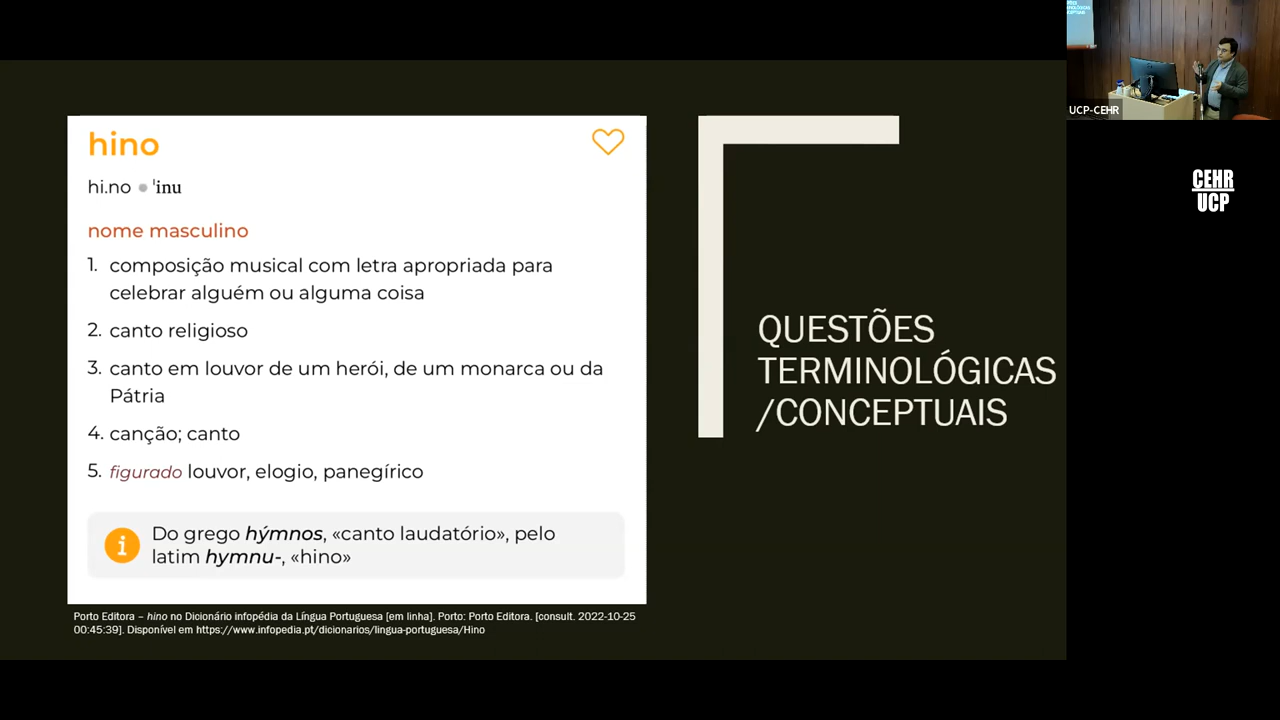 hino
hi.no • 'inu
nome masculino
1. composição musical com letra apropriada para
celebrar alguém ou alguma coisa
2. canto religioso
3. canto em louvor de um herói, de um monarca ou da
Pátria
4. canção; canto
5. figurado louvor, elogio, panegírico
i
Do grego hýmnos, «canto laudatório», pelo
latim hymnu-, «hino»
Porto Editora – hino no Dicionário infopédia da Língua Portuguesa [em linha]. Porto: Porto Editora. [consult. 2022-10-25
00:45:39]. Disponível em https://www.infopedia.pt/dicionarios/lingua-portuguesa/Hino
QUESTÕES
TERMINOLÓGICAS
/CONCEPTUAIS
UCP-CEHR
CEHR
UCP